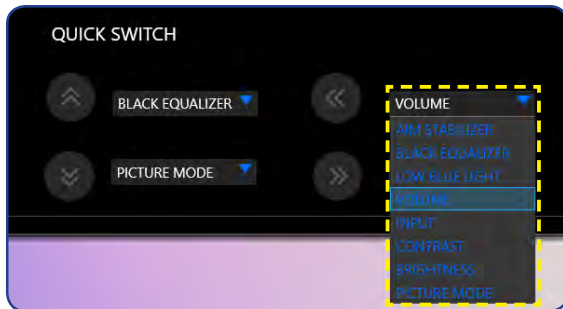 QUICK SWITCH
BLACK EQUALIZER
PICTURE MODE
VOLUME
AIM STABILIZER
BLACK EQUALIZER
LOW BLUE LIGHT
VOLUME
INPUT
CONTRAST
BRIGHTNESS
PICTURE MODE